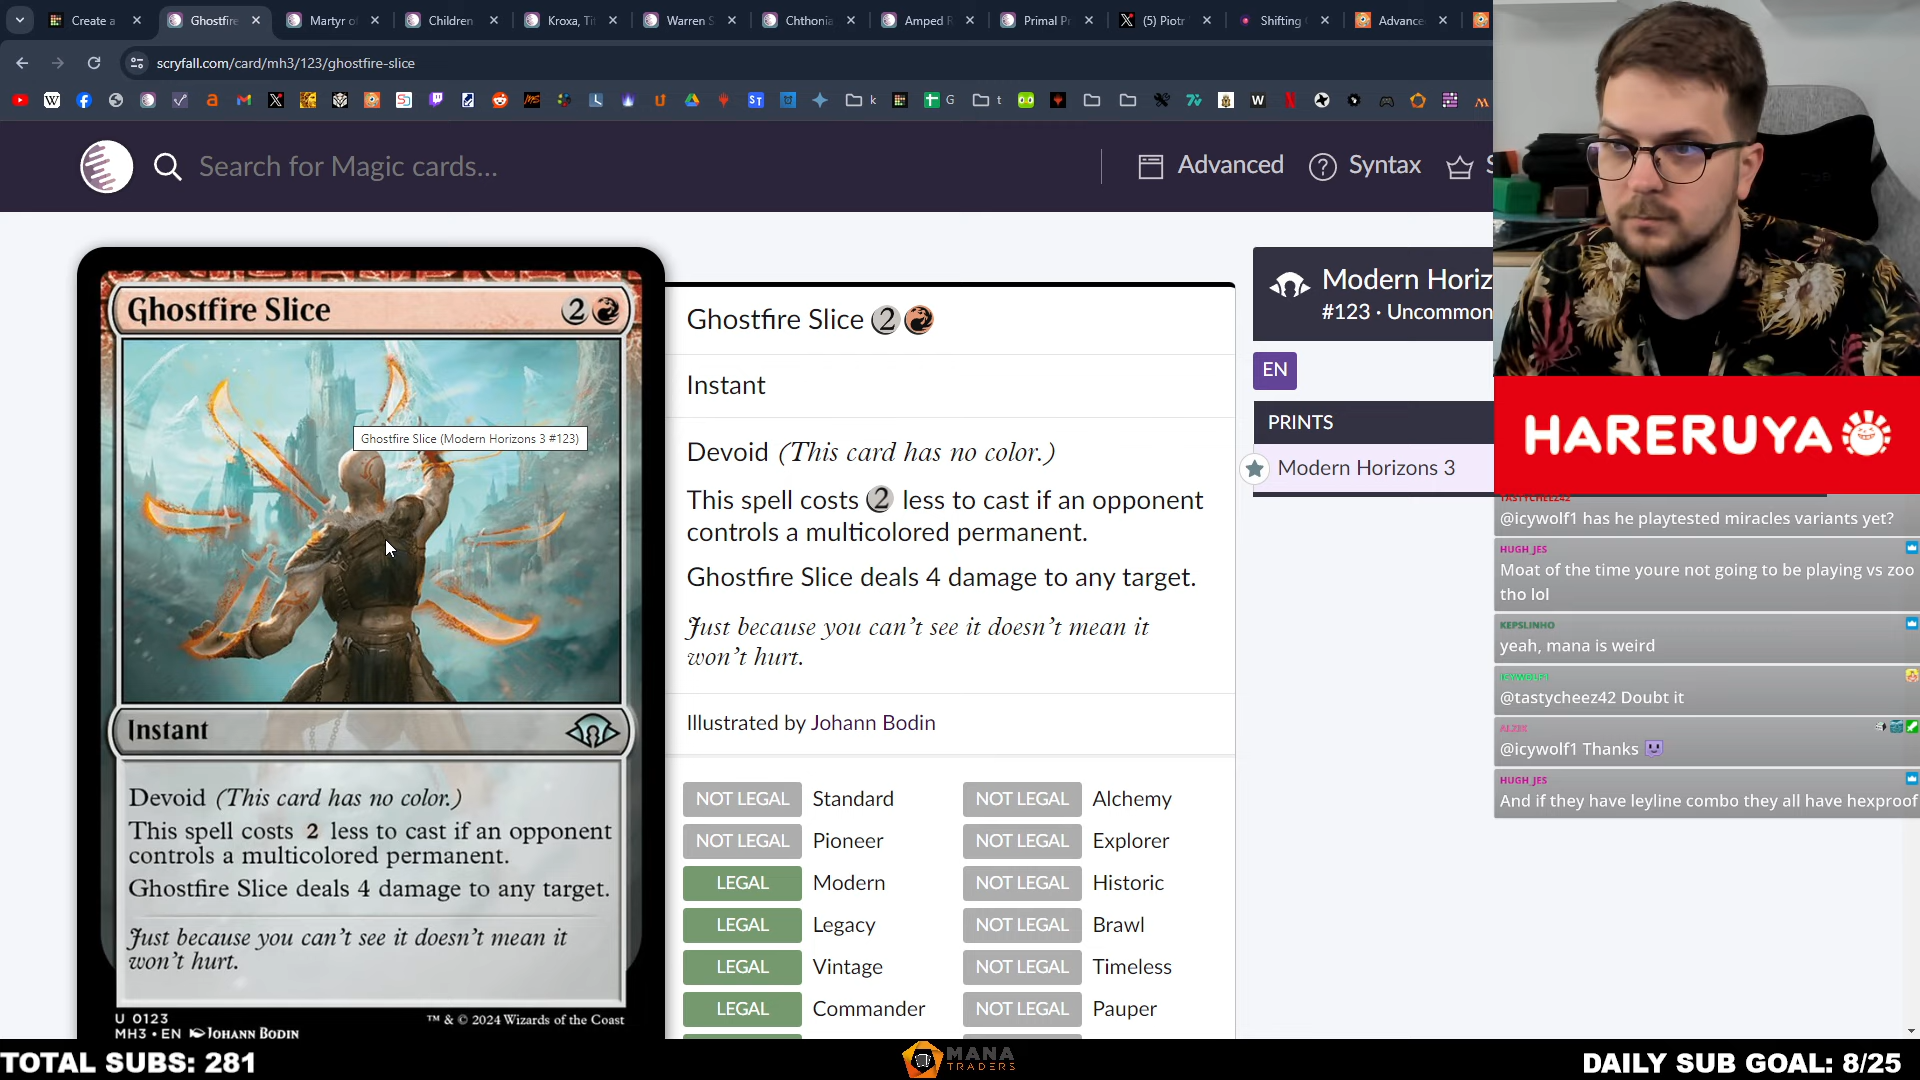 Create a
Ghostfire
Martyr o
Children
Kroxa, Tit
Warren S
Chthonia
Amped R
Primal P
(5) Piotr
Shifting
Advance
scryfall.com/card/mh3/123/ghostfire-slice
k
G
t
Search for Magic cards...
Advanced
Syntax
S
Ghostfire Slice 2
Ghostfire Slice (Modern Horizons 3 #123)
Instant
Devoid (This card has no color.)
This spell costs 2 less to cast if an opponent
controls a multicolored permanent.
Ghostfire Slice deals 4 damage to any target.
Just because you can't see it doesn't mean it
won't hurt.
U 0123
MH3 • EN JOHANN BODIN
™ & © 2024 Wizards of the Coast
Ghostfire Slice 2
Instant
Devoid (This card has no color.)
This spell costs 2 less to cast if an opponent
controls a multicolored permanent.
Ghostfire Slice deals 4 damage to any target.
Just because you can't see it doesn't mean it
won't hurt.
Illustrated by Johann Bodin
NOT LEGAL Standard NOT LEGAL Alchemy
NOT LEGAL Pioneer NOT LEGAL Explorer
LEGAL Modern NOT LEGAL Historic
LEGAL Legacy NOT LEGAL Brawl
LEGAL Vintage NOT LEGAL Timeless
LEGAL Commander NOT LEGAL Pauper
Modern Horiz
#123 · Uncommon
EN
PRINTS
Modern Horizons 3
HARERUYA
TASTYCHEEZ42
@icywolf1 has he playtested miracles variants yet?
HUGH_JES
Moat of the time youre not going to be playing vs zoo
tho lol
KEPSLINHO
yeah, mana is weird
ICYWOLF1
@tastycheez42 Doubt it
@icywolf1 Thanks
HUGH_JES
And if they have leyline combo they all have hexproof
TOTAL SUBS: 281
MANA
TRADERS
DAILY SUB GOAL: 8/25